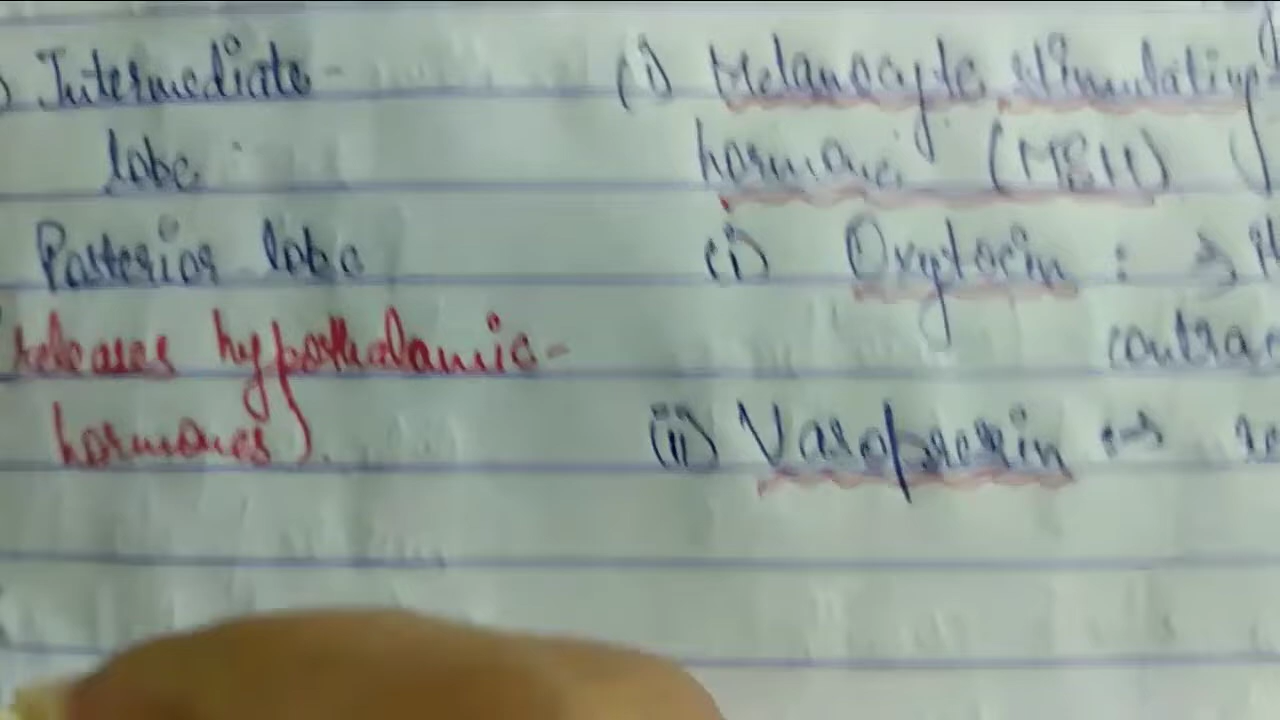 Intermediate- (i) Melanocyte stimulating
lobe hormone (MSH)
Posterior lobe (i) Oxytocin : →
releases hypothalamic- contrac
hormones). (ii) Vasopressin →